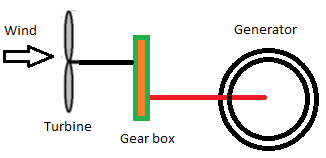 Wind
Generator
Turbine
Gear box